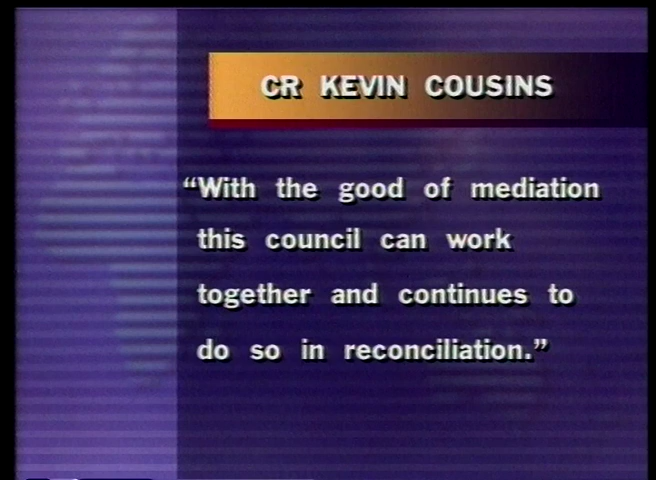 CR KEVIN COUSINS
“With the good of mediation
this council can work
together and continues to
do so in reconciliation.”